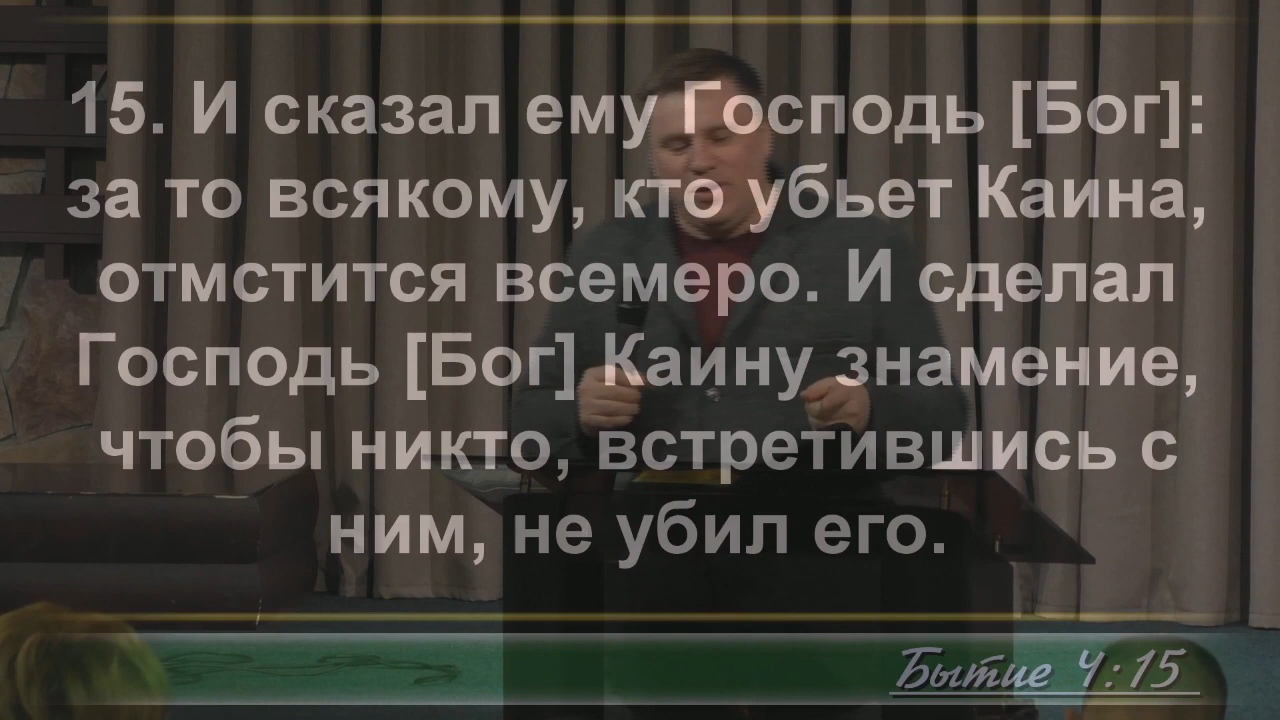 15. И сказал ему Господь [Бог]:
за то всякому, кто убьет Каина,
отмстится всемеро. И сделал
Господь [Бог] Каину знамение,
чтобы никто, встретившись с
ним, не убил его.
Бытие 4:15